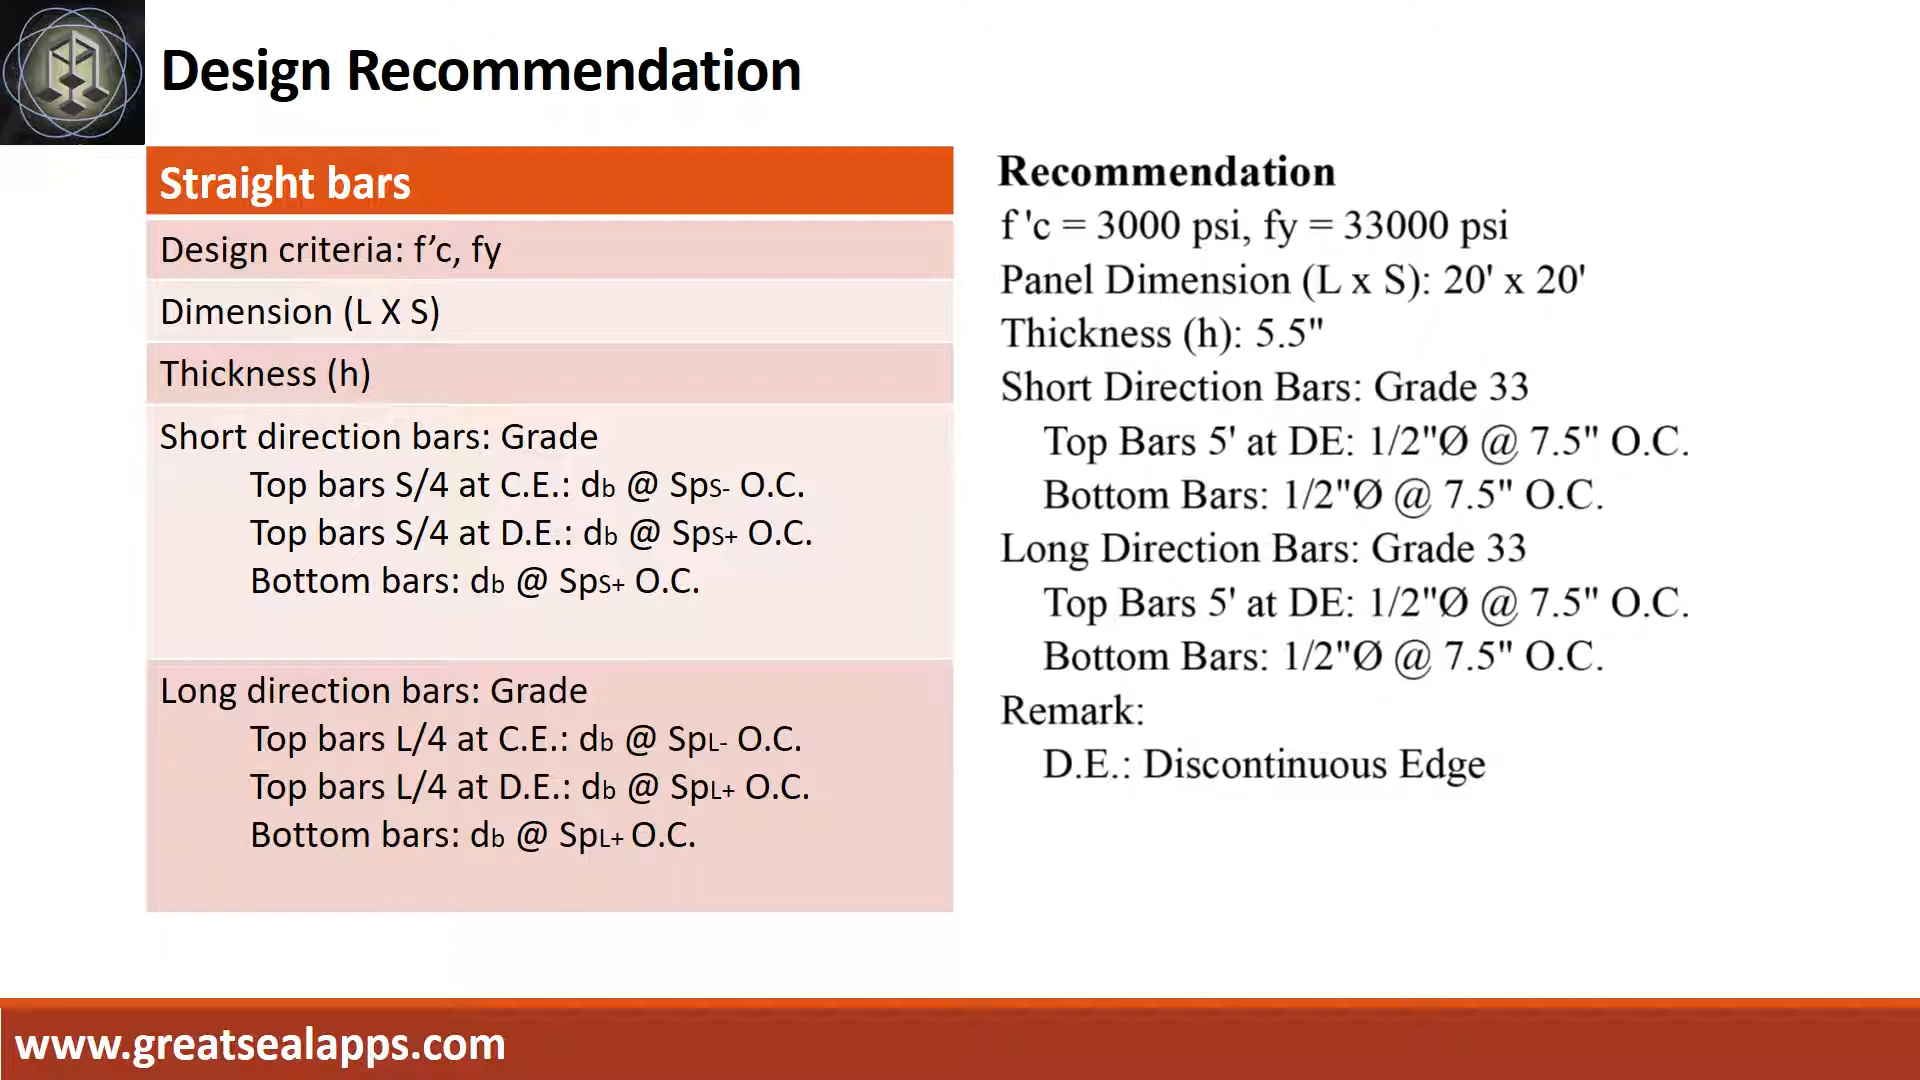 Design Recommendation
Straight bars
Design criteria: f’c, fy
Dimension (L X S)
Thickness (h)
Short direction bars: Grade
Top bars S/4 at C.E.: db @ SpS- O.C.
Top bars S/4 at D.E.: db @ SpS+ O.C.
Bottom bars: db @ SpS+ O.C.
Long direction bars: Grade
Top bars L/4 at C.E.: db @ SpL- O.C.
Top bars L/4 at D.E.: db @ SpL+ O.C.
Bottom bars: db @ SpL+ O.C.
Recommendation
f 'c = 3000 psi, fy = 33000 psi
Panel Dimension (L x S): 20' x 20'
Thickness (h): 5.5"
Short Direction Bars: Grade 33
Top Bars 5' at DE: 1/2"Ø @ 7.5" O.C.
Bottom Bars: 1/2"Ø @ 7.5" O.C.
Long Direction Bars: Grade 33
Top Bars 5' at DE: 1/2"Ø @ 7.5" O.C.
Bottom Bars: 1/2"Ø @ 7.5" O.C.
Remark:
D.E.: Discontinuous Edge
www.greatsealapps.com